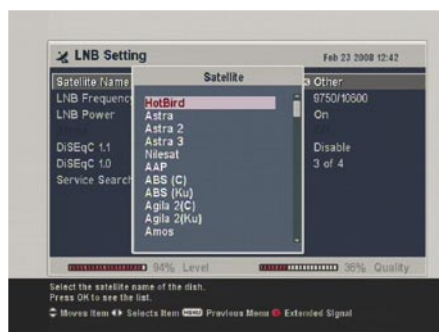 LNB Setting
Feb 23 2008 12:42
Satellite Name
Other
LNB Frequency
9750/10600
LNB Power
On
DiSEqC 1.1
Disable
DiSEqC 1.0
3 of 4
Service Search
Satellite
HotBird
Astra
Astra 2
Astra 3
Nilesat
AAP
ABS (C)
ABS (Ku)
Agila 2(C)
Agila 2(Ku)
Amos
94% Level
36% Quality
Select the satellite name of the dish.
Press OK to see the list.
Moves Item Selects Item MENU Previous Menu Extended Signal